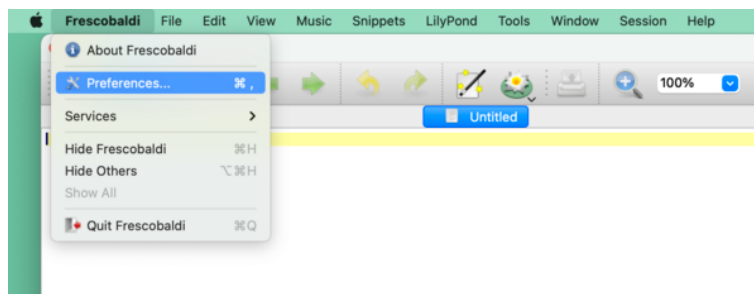 Frescobaldi File Edit View Music Snippets LilyPond Tools Window Session Help
About Frescobaldi
Preferences... ⌘ ,
100%
Services >
Untitled
Hide Frescobaldi ⌘H
Hide Others ⌥⌘H
Show All
Quit Frescobaldi ⌘Q